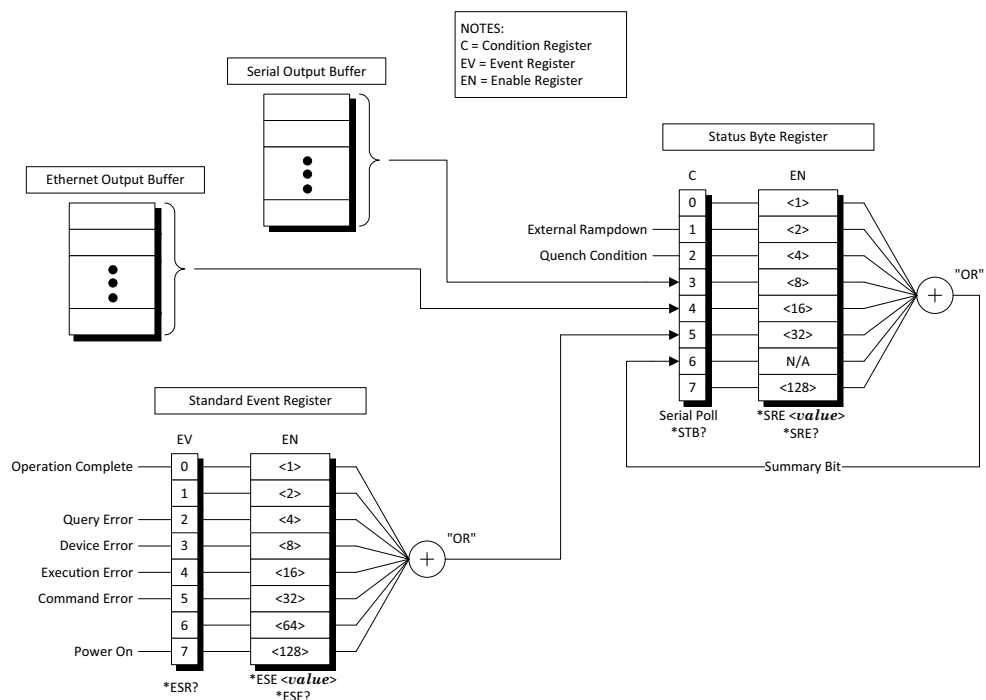 NOTES:
C = Condition Register
EV = Event Register
EN = Enable Register
Serial Output Buffer
Ethernet Output Buffer
Status Byte Register
C EN
0 <1>
External Rampdown 1 <2>
Quench Condition 2 <4>
3 <8>
4 <16>
5 <32>
6 N/A
7 <128>
"OR"
+
Serial Poll
*STB?
*SRE <value>
*SRE?
Summary Bit
Standard Event Register
EV EN
Operation Complete 0 <1>
1 <2>
Query Error 2 <4>
Device Error 3 <8>
Execution Error 4 <16>
Command Error 5 <32>
6 <64>
Power On 7 <128>
"OR"
+
*ESR?
*ESE <value>
*ESE?